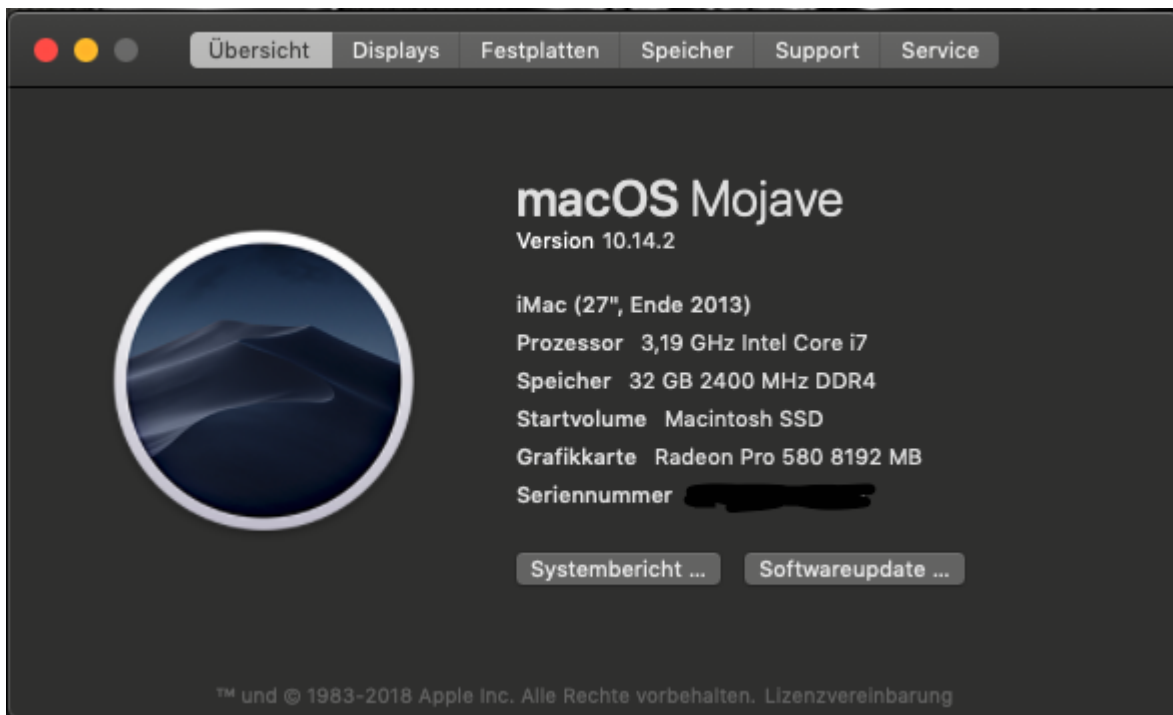 Übersicht Displays Festplatten Speicher Support Service
macOS Mojave
Version 10.14.2
iMac (27", Ende 2013)
Prozessor 3,19 GHz Intel Core i7
Speicher 32 GB 2400 MHz DDR4
Startvolume Macintosh SSD
Grafikkarte Radeon Pro 580 8192 MB
Seriennummer
Systembericht ... Softwareupdate ...
™ und © 1983-2018 Apple Inc. Alle Rechte vorbehalten. Lizenzvereinbarung